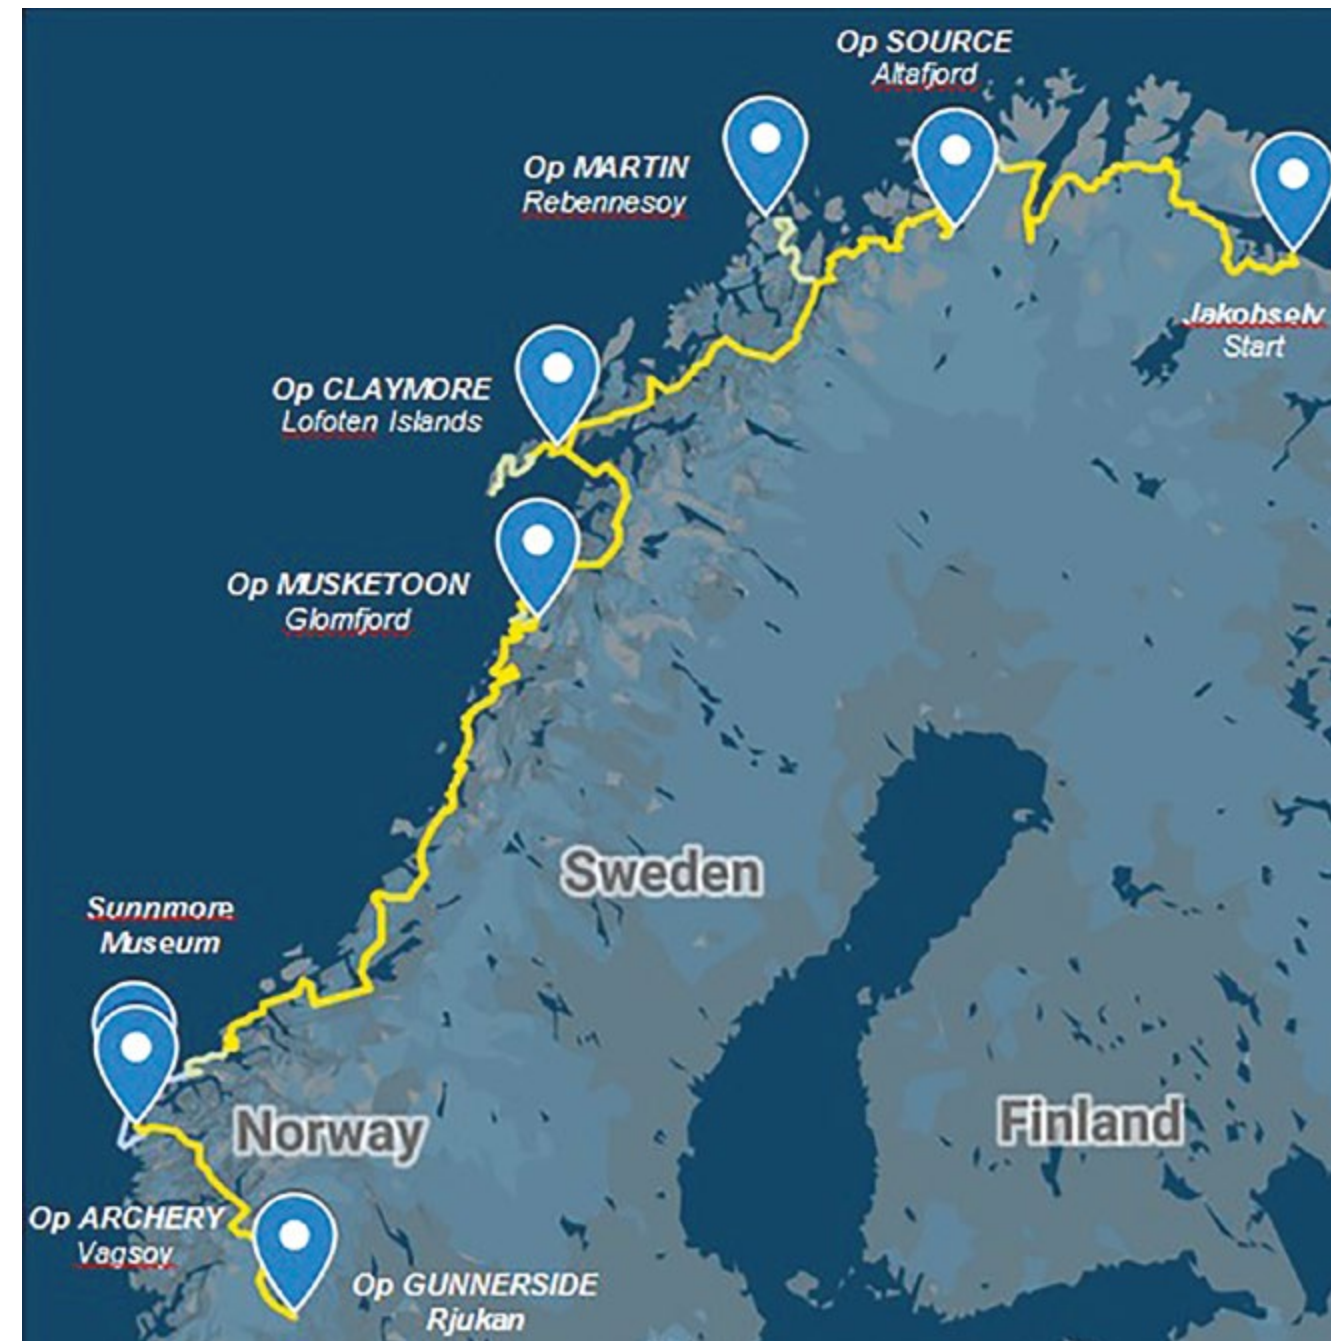 Op SOURCE
Altafjord
Op MARTIN
Rebennesoy
Jakobselv
Start
Op CLAYMORE
Lofoten Islands
Op MUSKETOON
Glomfjord
Sweden
Sunnmore
Museum
Norway
Finland
Op ARCHERY
Vagsoy
Op GUNNERSIDE
Rjukan